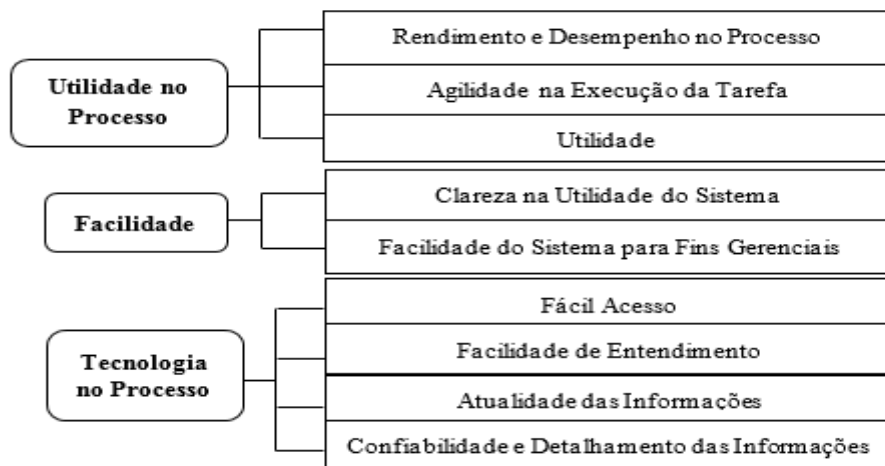 Utilidade no
Processo
Rendimento e Desempenho no Processo
Agilidade na Execução da Tarefa
Utilidade
Facilidade
Clareza na Utilidade do Sistema
Facilidade do Sistema para Fins Gerenciais
Tecnologia
no Processo
Fácil Acesso
Facilidade de Entendimento
Atualidade das Informações
Confiabilidade e Detalhamento das Informações